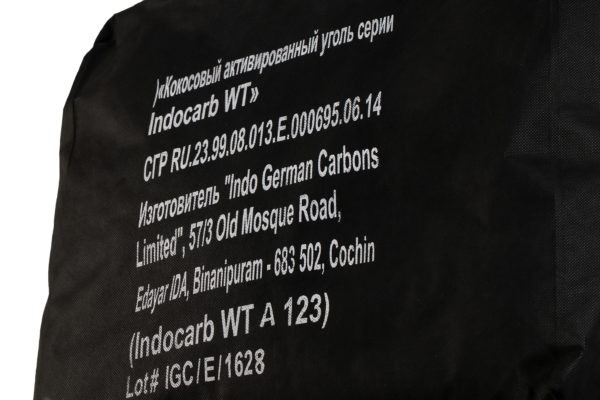 )«Кокосовый активированный уголь серии
Indocarb WT»
СГР RU.23.99.08.013.Е.000695.06.14
Изготовитель "Indo German Carbons
Limited", 57/3 Old Mosque Road,
Edayar IDA, Binanipuram - 683 502, Cochin
(Indocarb WT A 123)
Lot# IGC/E/1628